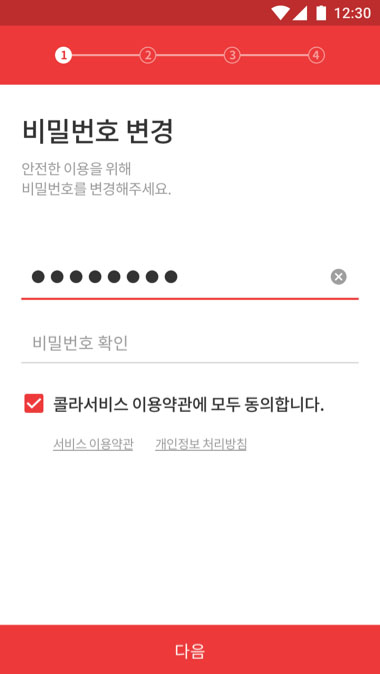 12:30
1 2 3 4
비밀번호 변경
안전한 이용을 위해
비밀번호를 변경해주세요.
●●●●●●●●
비밀번호 확인
콜라서비스 이용약관에 모두 동의합니다.
서비스 이용약관 개인정보 처리방침
다음